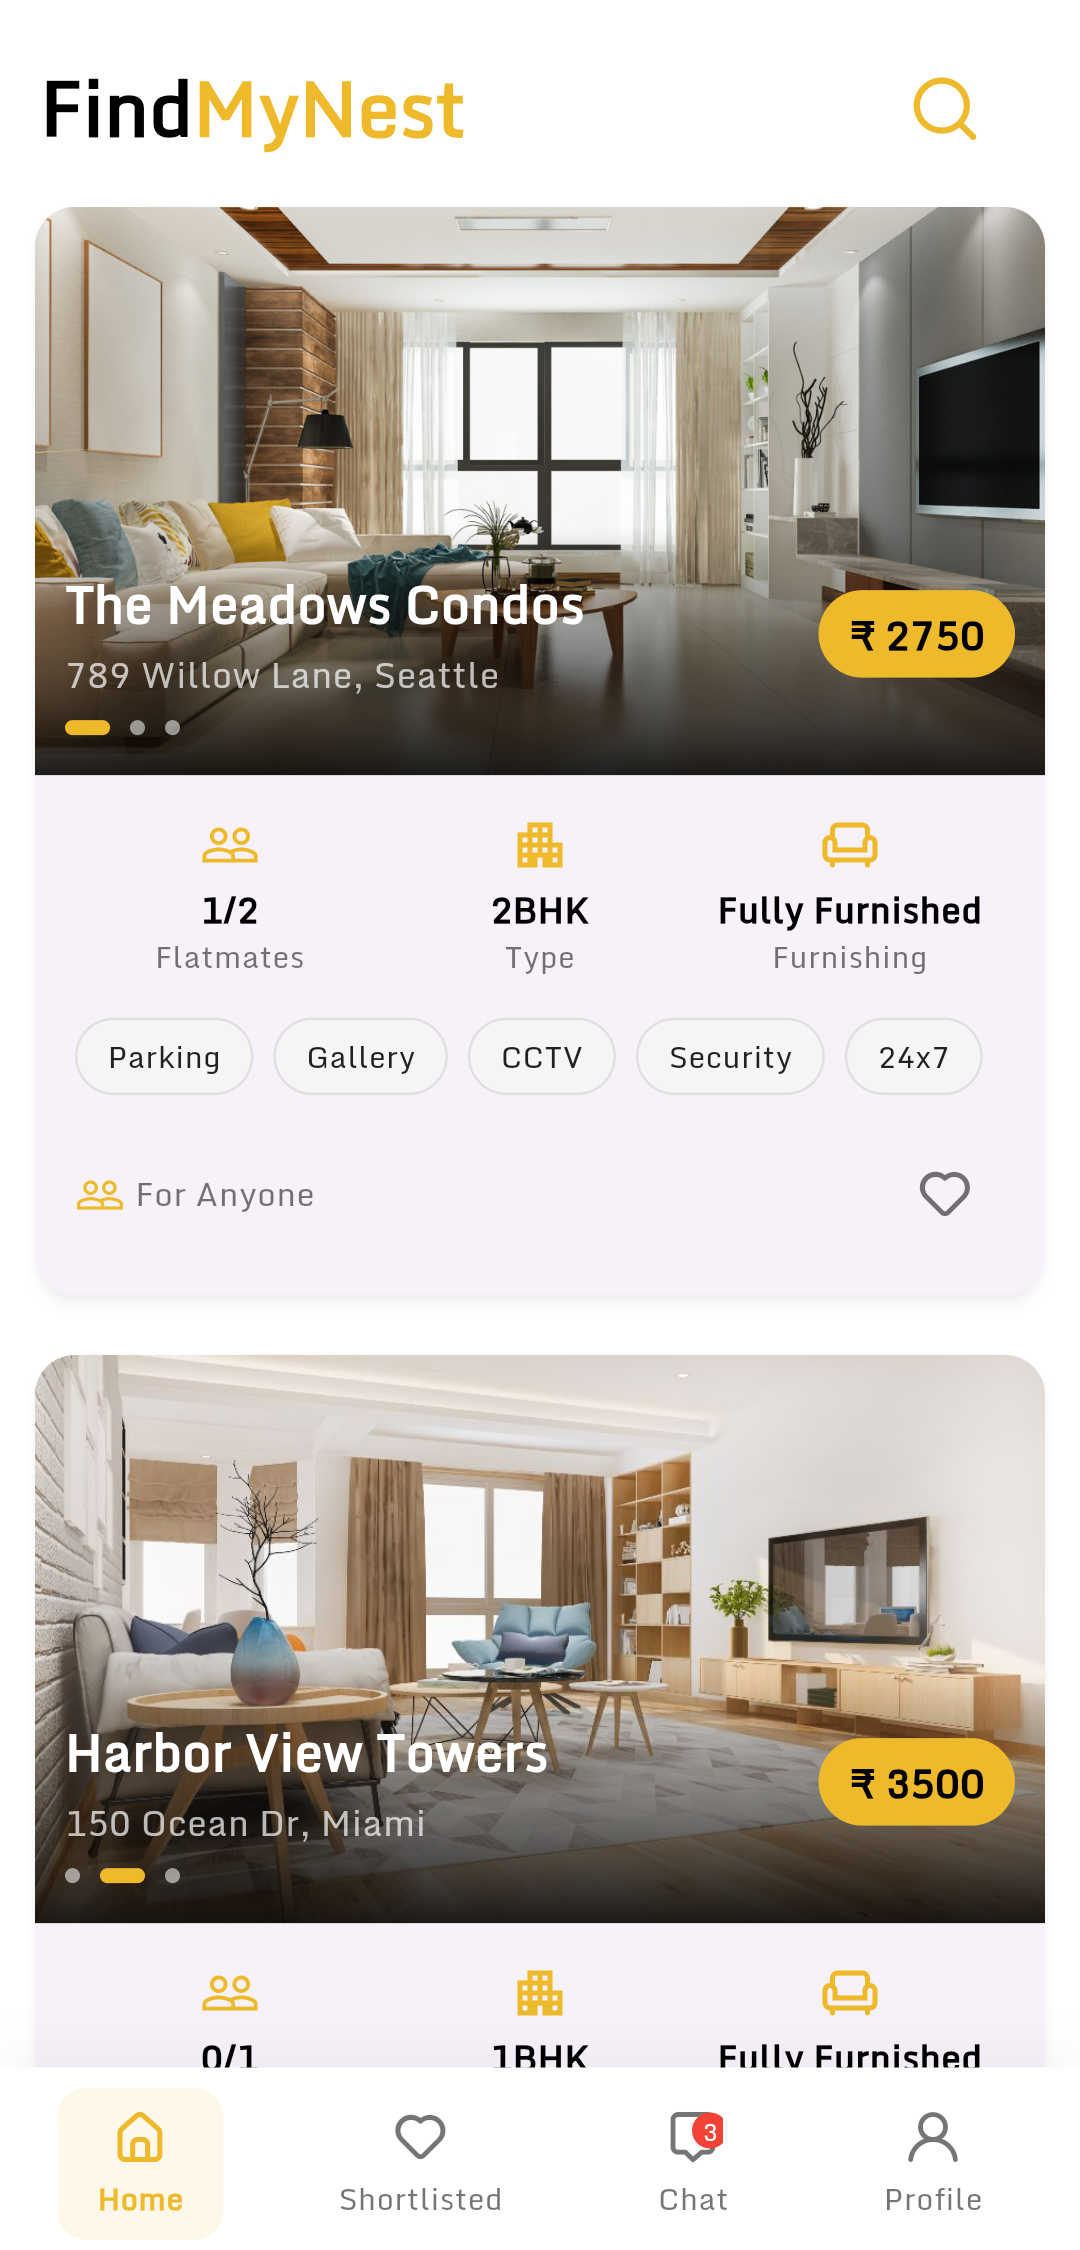 FindMyNest
The Meadows Condos
₹ 2750
789 Willow Lane, Seattle
1/2
2BHK
Fully Furnished
Flatmates
Type
Furnishing
Parking
Gallery
CCTV
Security
24x7
For Anyone
Harbor View Towers
₹ 3500
150 Ocean Dr, Miami
0/1
1BHK
Fully Furnished
3
Home
Shortlisted
Chat
Profile